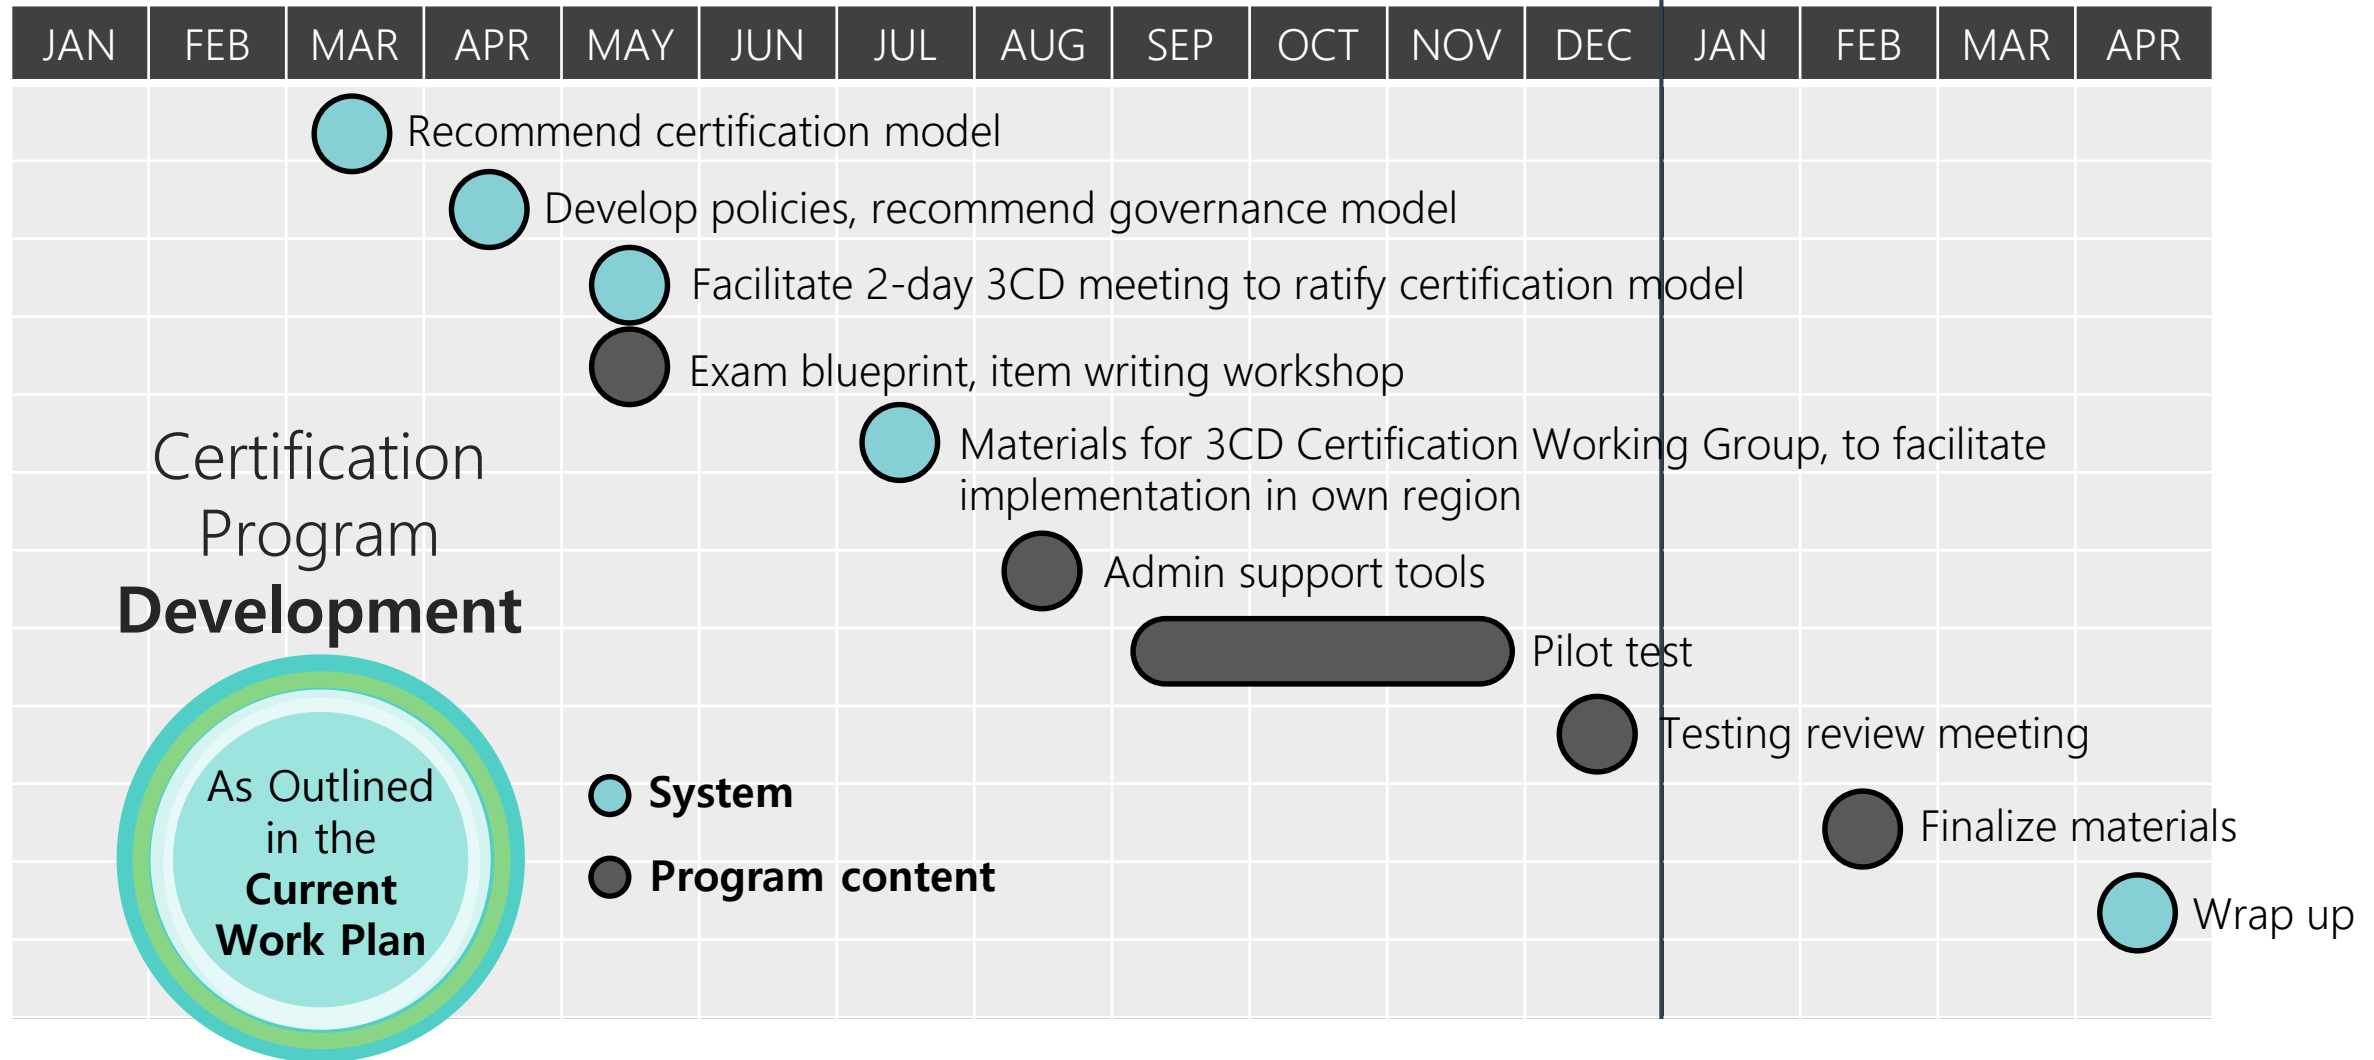 JAN FEB MAR APR MAY JUN JUL AUG SEP OCT NOV DEC JAN FEB MAR APR
Recommend certification model
Develop policies, recommend governance model
Facilitate 2-day 3CD meeting to ratify certification model
Exam blueprint, item writing workshop
Materials for 3CD Certification Working Group, to facilitate
implementation in own region
Admin support tools
Pilot test
Testing review meeting
Finalize materials
Wrap up
Certification
Program
Development
As Outlined
in the
Current
Work Plan
System
Program content